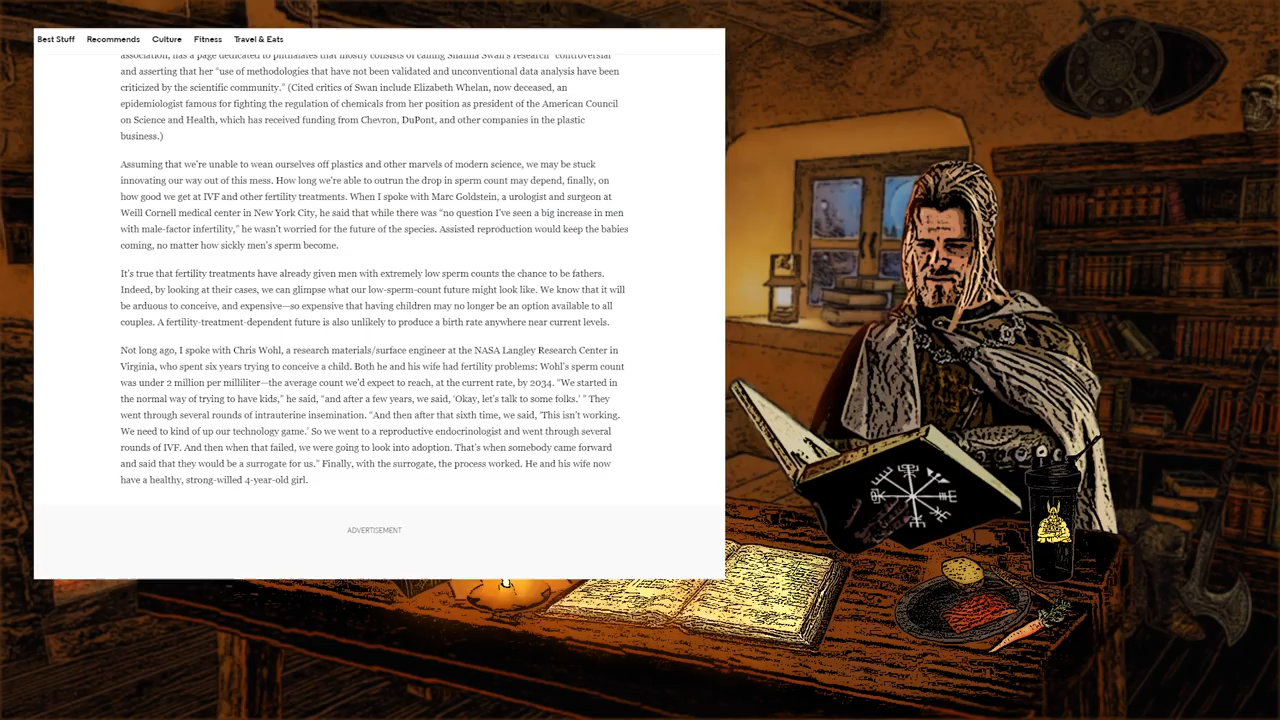 Best Stuff Recommends Culture Fitness Travel & Eats
association, has a page dedicated to phthalates that mostly consists of calling Shanna Swan's research "controversial"
and asserting that her "use of methodologies that have not been validated and unconventional data analysis have been
criticized by the scientific community." (Cited critics of Swan include Elizabeth Whelan, now deceased, an
epidemiologist famous for fighting the regulation of chemicals from her position as president of the American Council
on Science and Health, which has received funding from Chevron, DuPont, and other companies in the plastic
business.)
Assuming that we're unable to wean ourselves off plastics and other marvels of modern science, we may be stuck
innovating our way out of this mess. How long we're able to outrun the drop in sperm count may depend, finally, on
how good we get at IVF and other fertility treatments. When I spoke with Marc Goldstein, a urologist and surgeon at
Weill Cornell medical center in New York City, he said that while there was "no question I've seen a big increase in men
with male-factor infertility," he wasn't worried for the future of the species. Assisted reproduction would keep the babies
coming, no matter how sickly men's sperm become.
It's true that fertility treatments have already given men with extremely low sperm counts the chance to be fathers.
Indeed, by looking at their cases, we can glimpse what our low-sperm-count future might look like. We know that it will
be arduous to conceive, and expensive—so expensive that having children may no longer be an option available to all
couples. A fertility-treatment-dependent future is also unlikely to produce a birth rate anywhere near current levels.
Not long ago, I spoke with Chris Wohl, a research materials/surface engineer at the NASA Langley Research Center in
Virginia, who spent six years trying to conceive a child. Both he and his wife had fertility problems: Wohl's sperm count
was under 2 million per milliliter—the average count we'd expect to reach, at the current rate, by 2034. "We started in
the normal way of trying to have kids," he said, "and after a few years, we said, 'Okay, let's talk to some folks.' " They
went through several rounds of intrauterine insemination. "And then after that sixth time, we said, 'This isn't working.
We need to kind of up our technology game.' So we went to a reproductive endocrinologist and went through several
rounds of IVF. And then when that failed, we were going to look into adoption. That's when somebody came forward
and said that they would be a surrogate for us." Finally, with the surrogate, the process worked. He and his wife now
have a healthy, strong-willed 4-year-old girl.
ADVERTISEMENT